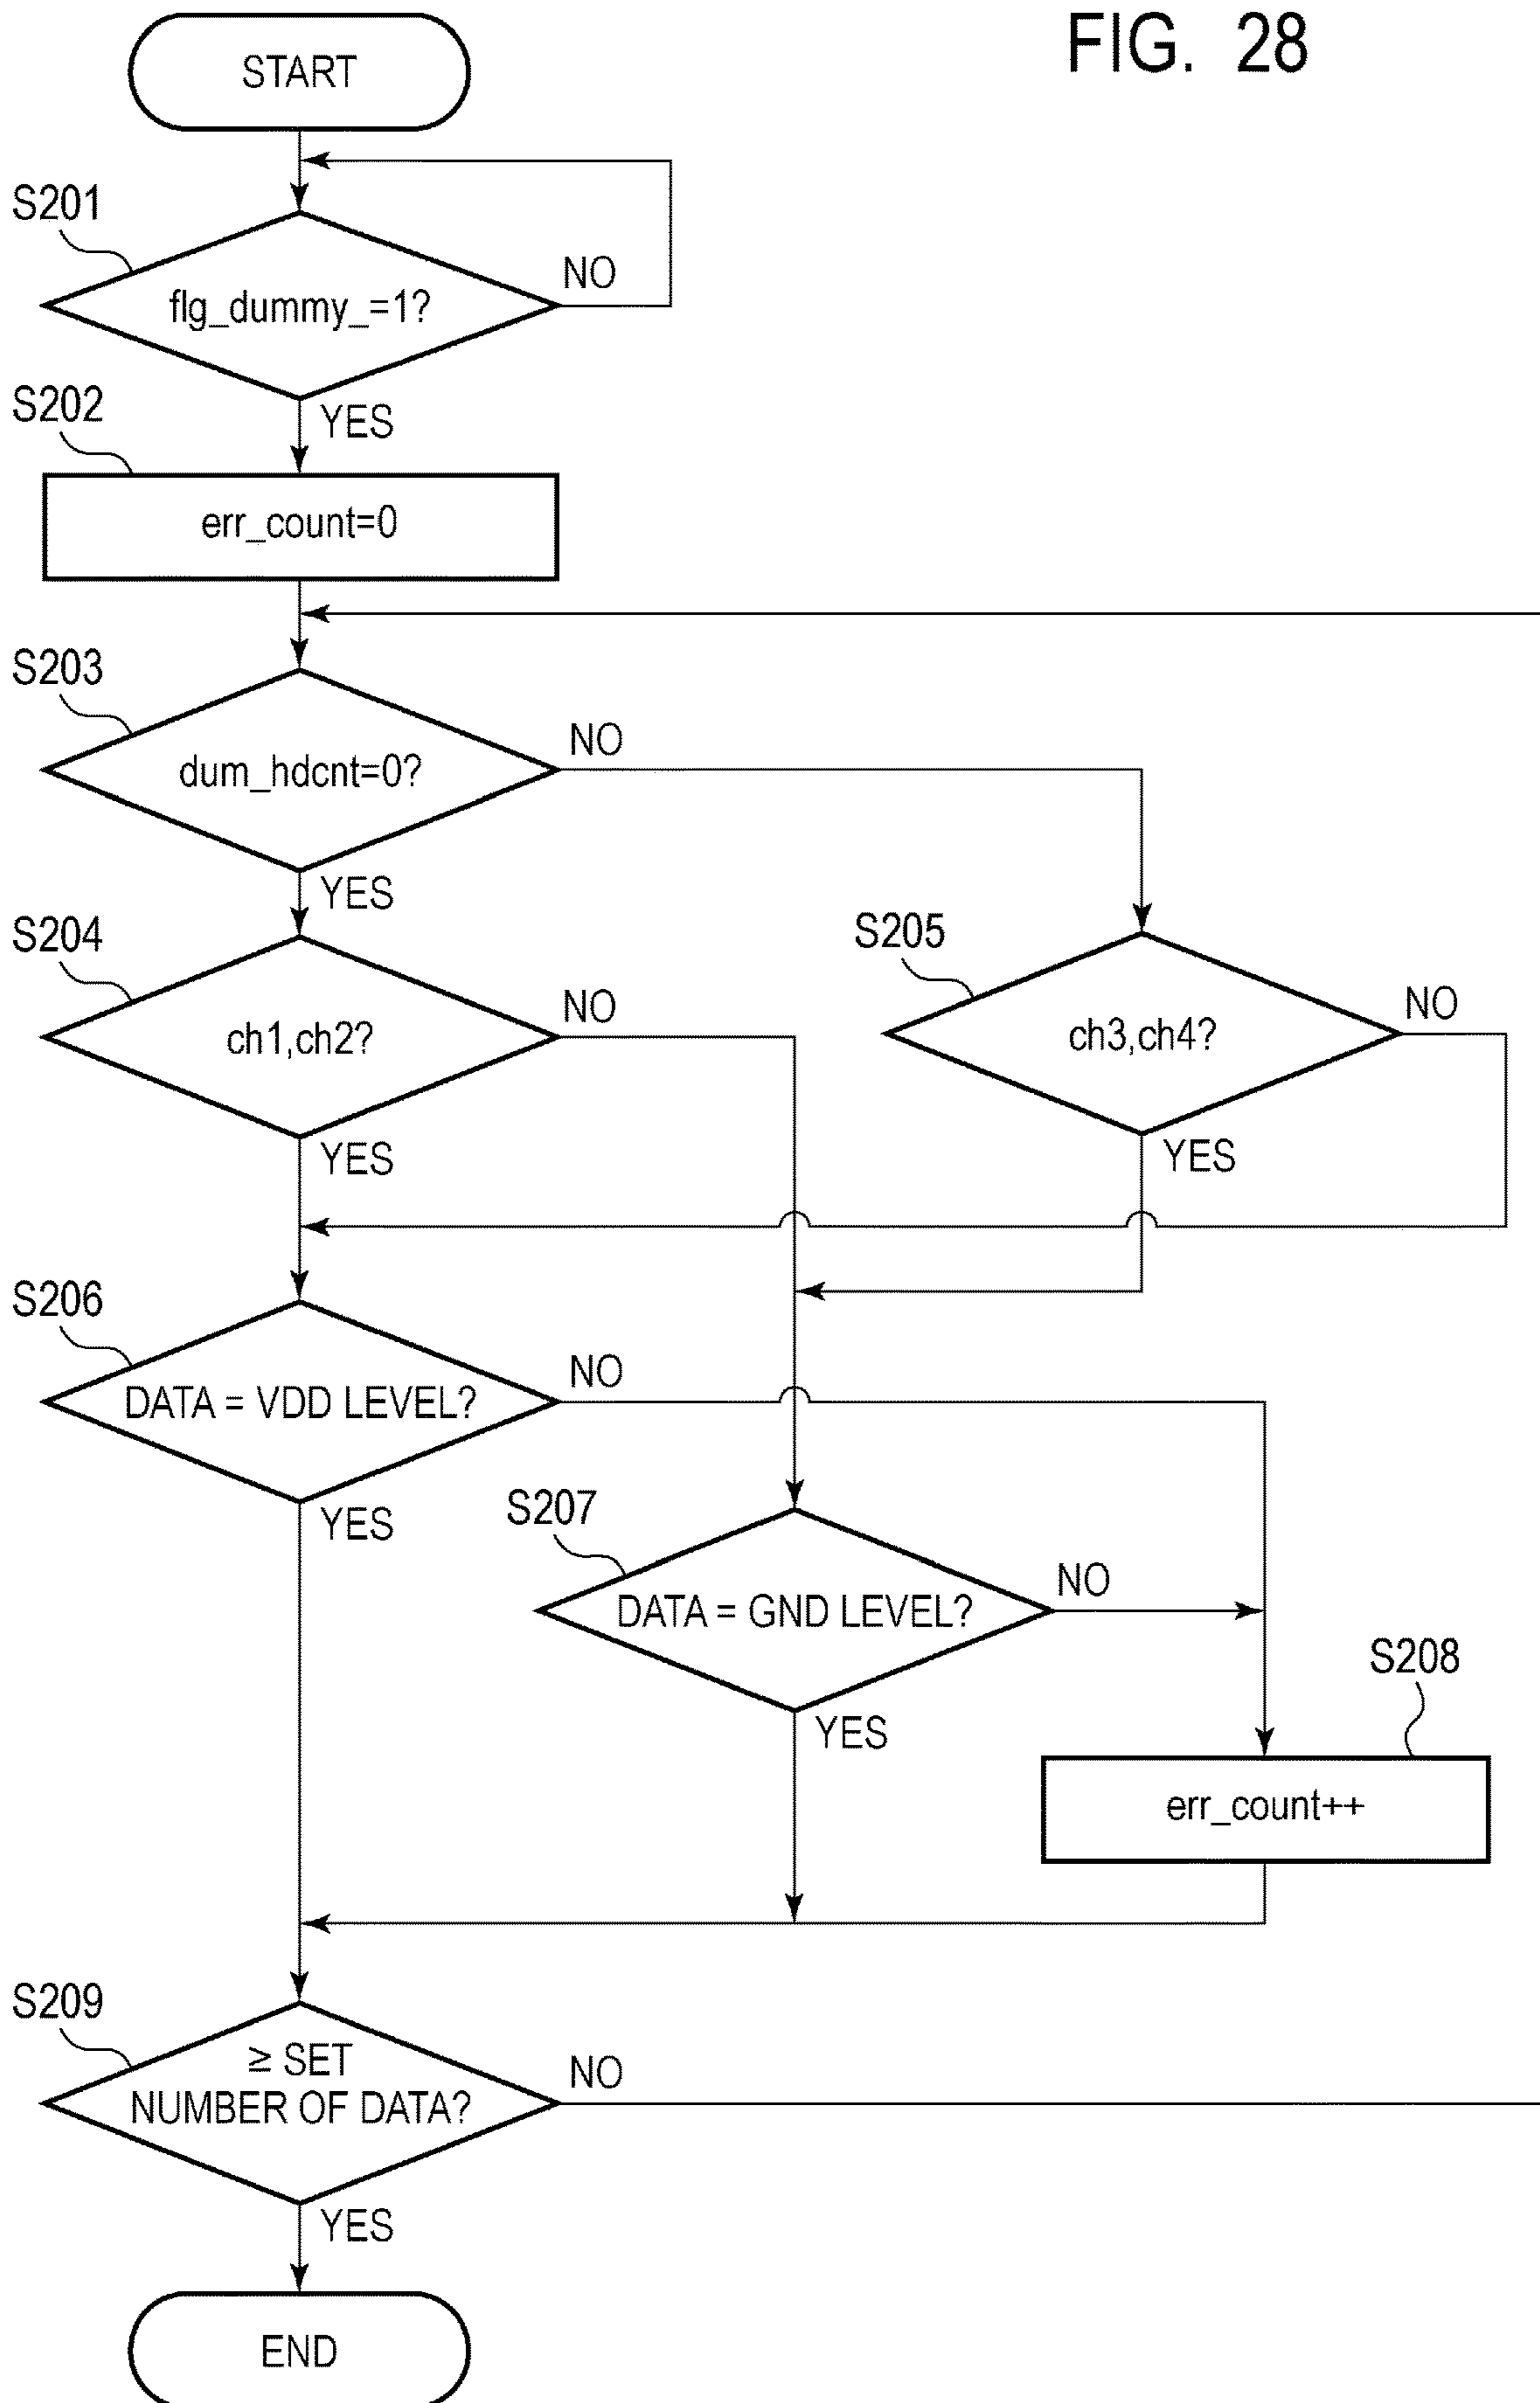 FIG. 28
START
S201
flg_dummy_=1?
NO
YES
S202
err_count=0
S203
dum_hdcnt=0?
NO
YES
S204
ch1,ch2?
NO
YES
S205
ch3,ch4?
NO
YES
S206
DATA = VDD LEVEL?
NO
YES
S207
DATA = GND LEVEL?
NO
YES
S208
err_count++
S209
≥ SET
NUMBER OF DATA?
NO
YES
END